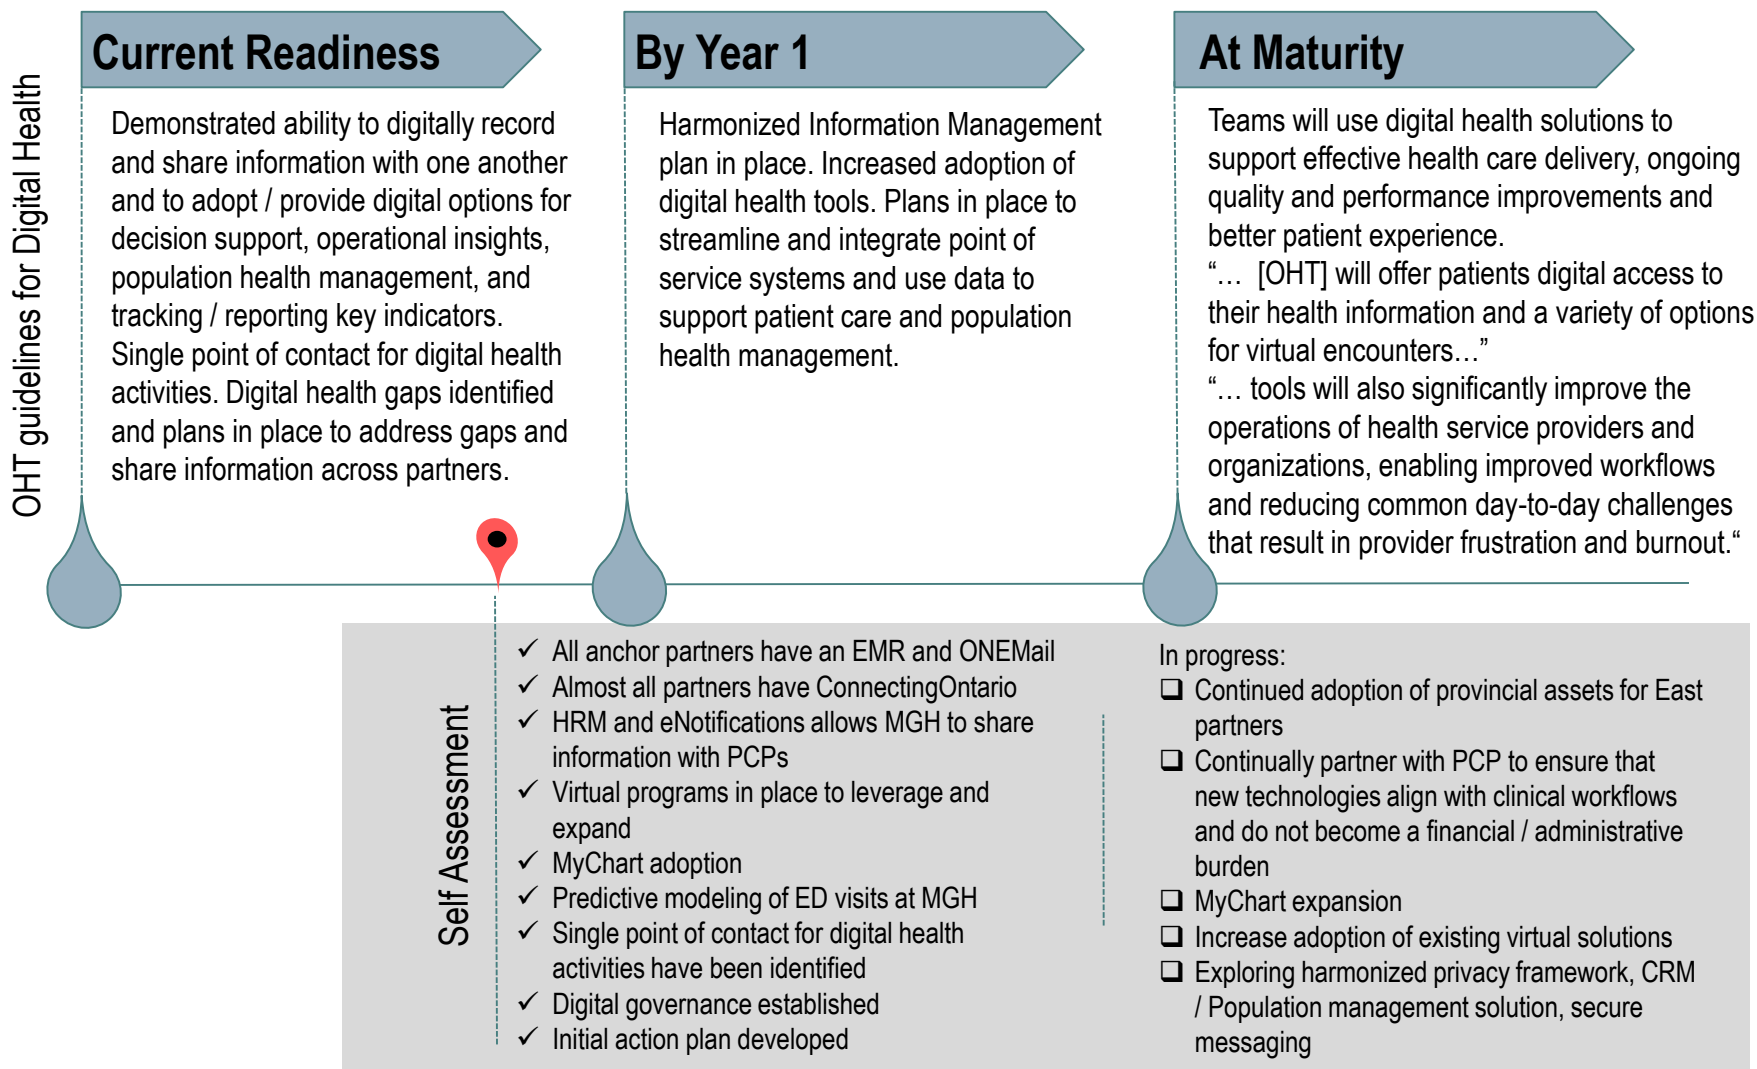 OHT guidelines for Digital Health
Current Readiness
Demonstrated ability to digitally record
and share information with one another
and to adopt / provide digital options for
decision support, operational insights,
population health management, and
tracking / reporting key indicators.
Single point of contact for digital health
activities. Digital health gaps identified
and plans in place to address gaps and
share information across partners.
By Year 1
Harmonized Information Management
plan in place. Increased adoption of
digital health tools. Plans in place to
streamline and integrate point of
service systems and use data to
support patient care and population
health management.
At Maturity
Teams will use digital health solutions to
support effective health care delivery, ongoing
quality and performance improvements and
better patient experience.
“… [OHT] will offer patients digital access to
their health information and a variety of options
for virtual encounters…”
“… tools will also significantly improve the
operations of health service providers and
organizations, enabling improved workflows
and reducing common day-to-day challenges
that result in provider frustration and burnout.“
Self Assessment
✓ All anchor partners have an EMR and ONEMail
✓ Almost all partners have ConnectingOntario
✓ HRM and eNotifications allows MGH to share
information with PCPs
✓ Virtual programs in place to leverage and
expand
✓ MyChart adoption
✓ Predictive modeling of ED visits at MGH
✓ Single point of contact for digital health
activities have been identified
✓ Digital governance established
✓ Initial action plan developed
In progress:
❑ Continued adoption of provincial assets for East
partners
❑ Continually partner with PCP to ensure that
new technologies align with clinical workflows
and do not become a financial / administrative
burden
❑ MyChart expansion
❑ Increase adoption of existing virtual solutions
❑ Exploring harmonized privacy framework, CRM
/ Population management solution, secure
messaging